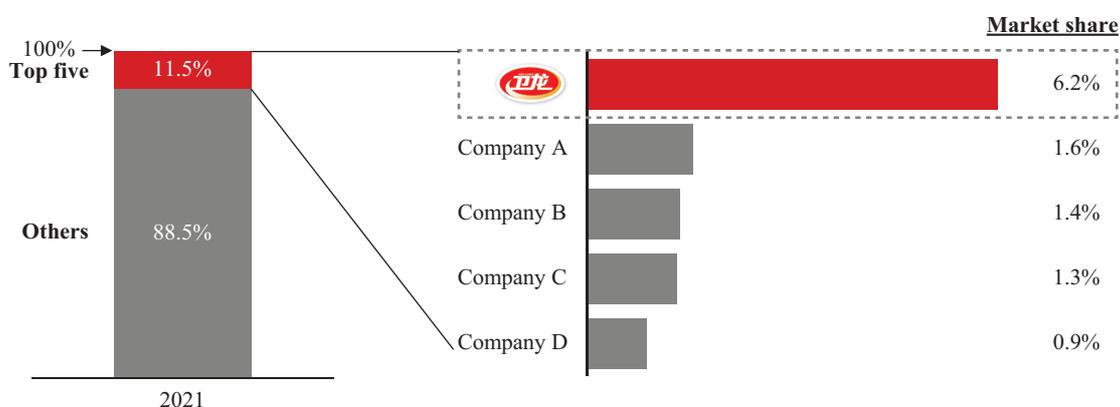 Market share
100%
Top five
11.5%
卫龙
6.2%
Company A
1.6%
Company B
1.4%
Others
88.5%
Company C
1.3%
Company D
0.9%
2021